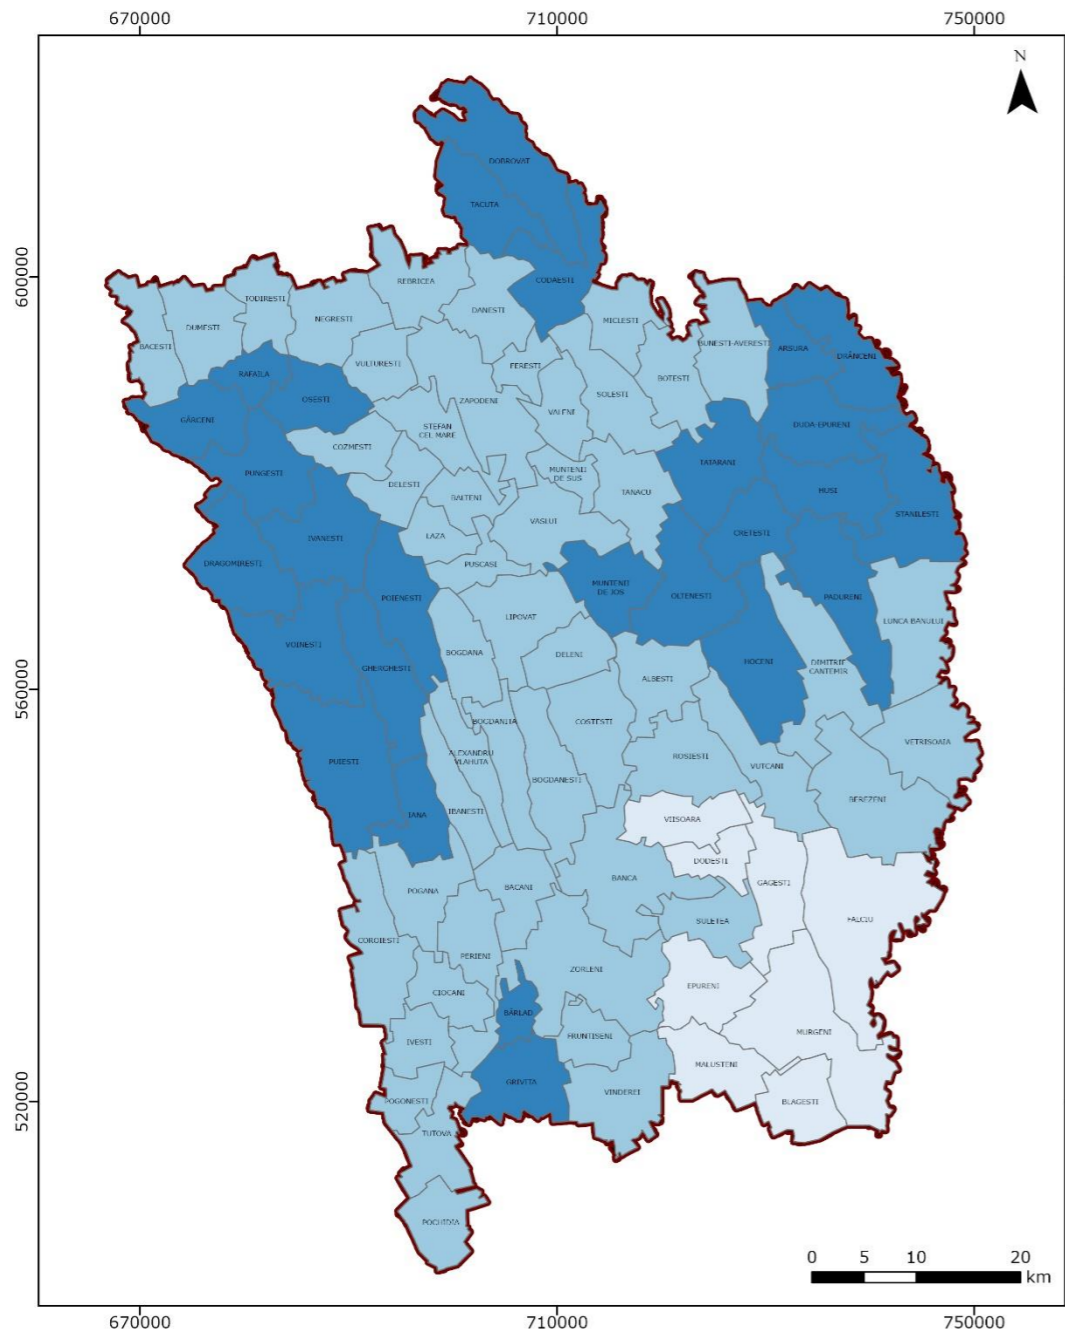 670000
710000
750000
N
DOBROVAT
TACUTA
600000
CODAESTI
REBRICEA
TODIRESTI
DANESTI
NEGRESTI
MICLESTI
DUMESTI
BACESTI
BUNESTI-AVERESTI
ARSURA
DRÂNCENI
VULTURESTI
FERESTI
BOTESTI
RAFAILA
OSESTI
ZAPODENI
SOLESTI
GÂRCENI
VALENI
STEFAN
CEL MARE
DUDA-EPURENI
COZMESTI
TATARANI
PUNGESTI
MUNTENII
DE SUS
DELESTI
BALTENI
TANACU
HUSI
STANILESTI
VASLUI
IVANESTI
LAZA
CRETESTI
DRAGOMIRESTI
PUSCASI
POIENESTI
MUNTENII
DE JOS
OLTENESTI
PADURENI
LIPOVAT
LUNCA BANULUI
VOINESTI
BOGDANA
DELENI
HOCENI
DIMITRIE
CANTEMIR
GHERGHESTI
ALBESTI
560000
BOGDANITA
COSTESTI
VETRISOAIA
ALEXANDRU
VLAHUTA
ROSIESTI
PUIESTI
VUTCANI
BOGDANESTI
BEREZENI
IANA
IBANESTI
VIISOARA
DODESTI
BANCA
GAGESTI
POGANA
BACANI
FALCIU
SULETEA
COROIESTI
PERIENI
ZORLENI
EPURENI
CIOCANI
BÂRLAD
MURGENI
IVESTI
FRUNTISENI
MALUSTENI
GRIVITA
VINDEREI
520000
POGONESTI
BLAGESTI
TUTOVA
POCHIDIA
0 5 10 20
km
670000
710000
750000